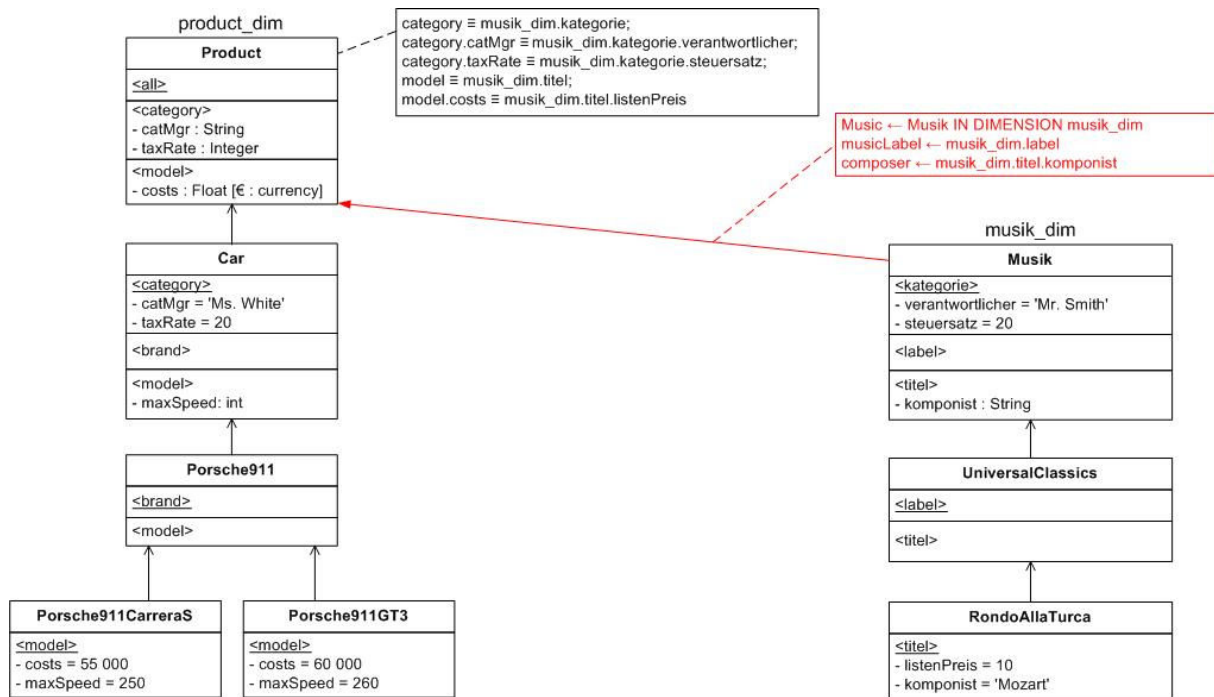 product_dim
Product
<all>
<category>
- catMgr : String
- taxRate : Integer
<model>
- costs : Float [€ : currency]
category ≡ musik_dim.kategorie;
category.catMgr ≡ musik_dim.kategorie.verantwortlicher;
category.taxRate ≡ musik_dim.kategorie.steuersatz;
model ≡ musik_dim.titel;
model.costs ≡ musik_dim.titel.listenPreis
Music ← Musik IN DIMENSION musik_dim
musicLabel ← musik_dim.label
composer ← musik_dim.titel.komponist
Car
<category>
- catMgr = 'Ms. White'
- taxRate = 20
<brand>
<model>
- maxSpeed: int
musik_dim
Musik
<kategorie>
- verantwortlicher = 'Mr. Smith'
- steuersatz = 20
<label>
<titel>
- komponist : String
Porsche911
<brand>
<model>
UniversalClassics
<label>
<titel>
Porsche911CarreraS
<model>
- costs = 55 000
- maxSpeed = 250
Porsche911GT3
<model>
- costs = 60 000
- maxSpeed = 260
RondoAllaTurca
<titel>
- listenPreis = 10
- komponist = 'Mozart'